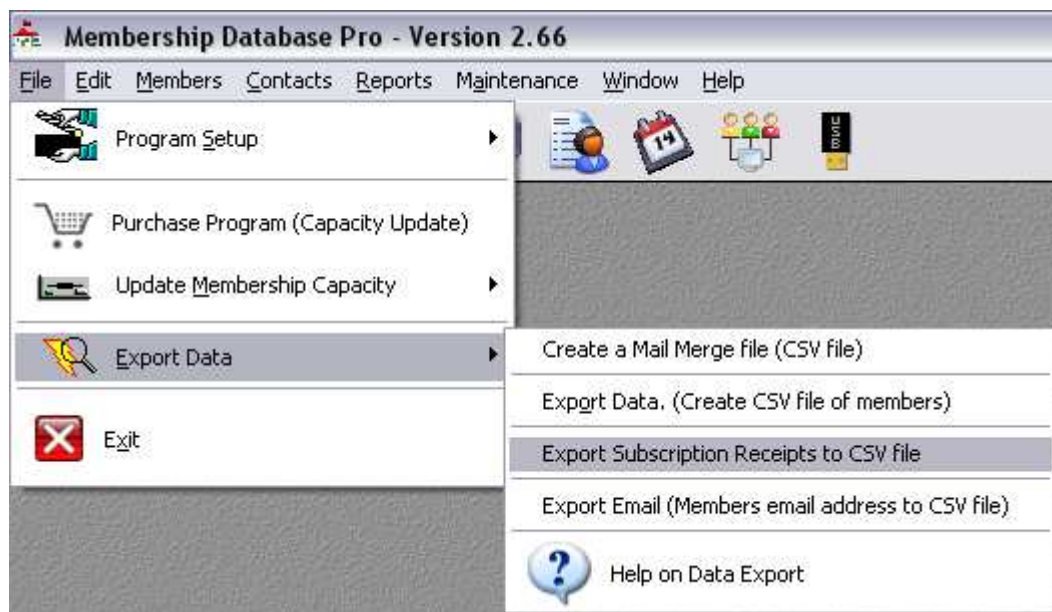 Membership Database Pro - Version 2.66
File Edit Members Contacts Reports Maintenance Window Help
Program Setup
14
USB
Purchase Program (Capacity Update)
Update Membership Capacity
Export Data
Create a Mail Merge file (CSV file)
Export Data. (Create CSV file of members)
Exit
Export Subscription Receipts to CSV file
Export Email (Members email address to CSV file)
? Help on Data Export